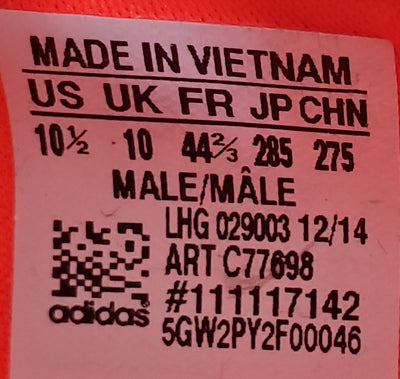 MADE IN VIETNAM
US UK FR JP CHN
10½ 10 44⅔ 285 275
MALE/MÂLE
LHG 029003 12/14
ART C77698
#111117142
adidas
5GW2PY2F00046